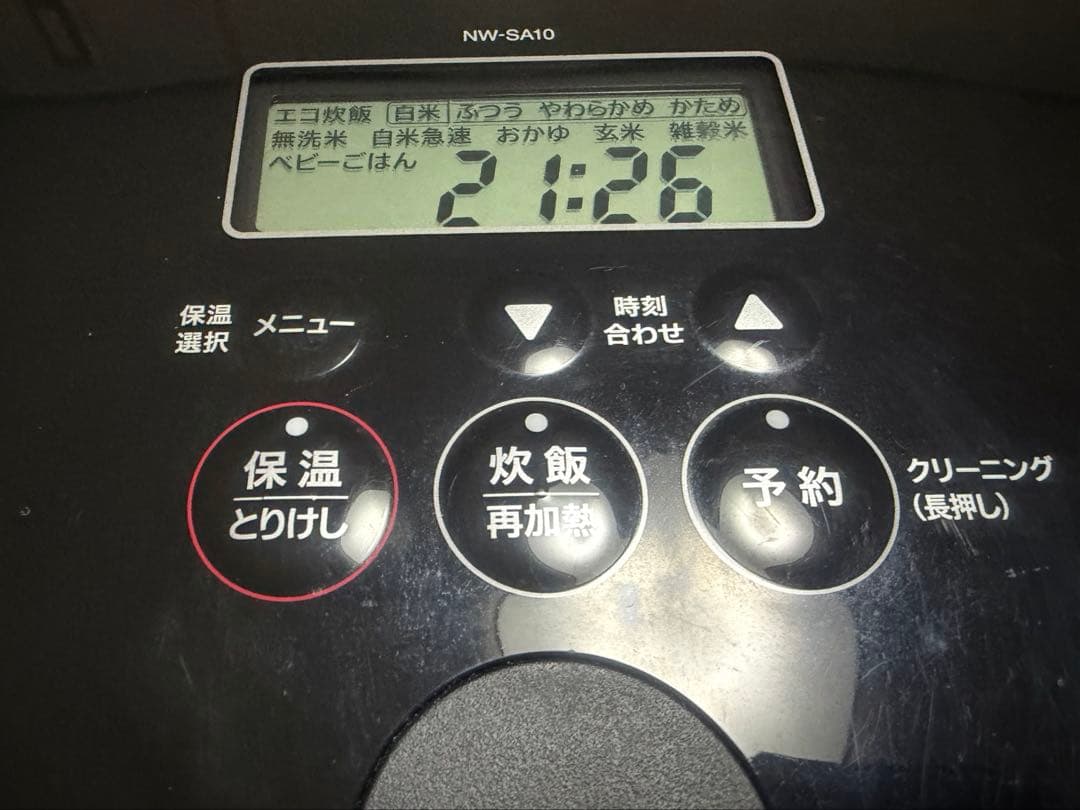 NW-SA10
エコ炊飯 白米 ふつう やわらかめ かため
無洗米 白米急速 おかゆ 玄米 雑穀米
ベビーごはん
21:26
保温
選択
メニュー
▼
時刻
合わせ
▲
保温
とりけし
炊飯
再加熱
予約
クリーニング
(長押し)